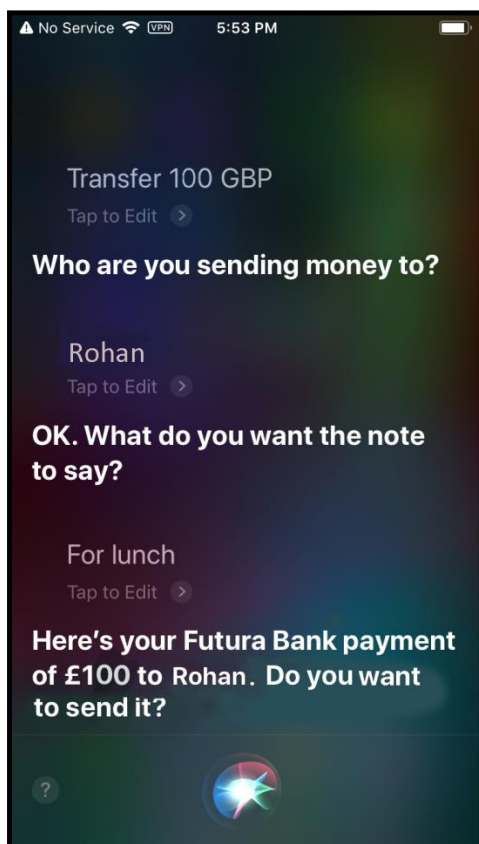 No Service VPN 5:53 PM
Transfer 100 GBP
Tap to Edit >
Who are you sending money to?
Rohan
Tap to Edit >
OK. What do you want the note
to say?
For lunch
Tap to Edit >
Here's your Futura Bank payment
of £100 to Rohan. Do you want
to send it?
?